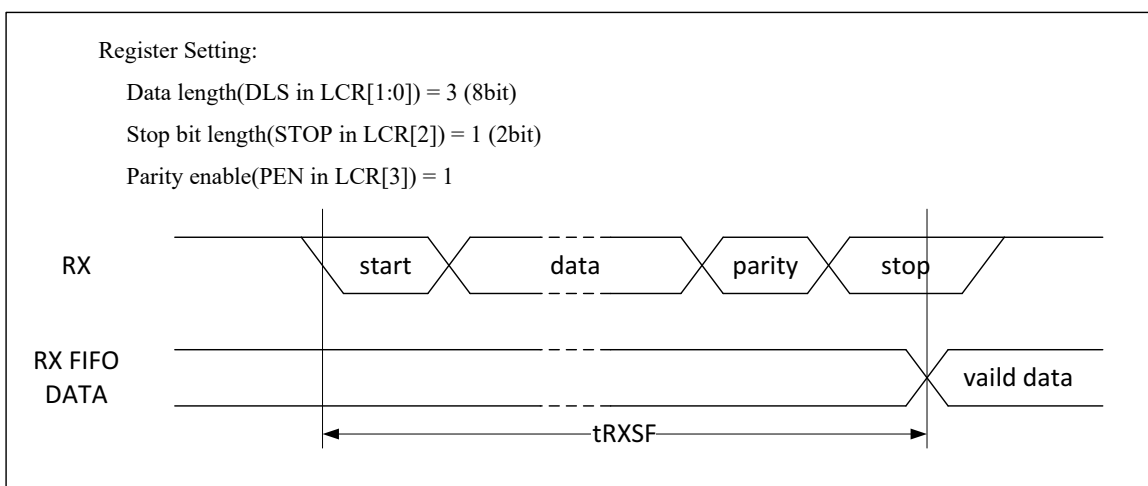 Register Setting:
Data length(DLS in LCR[1:0]) = 3 (8bit)
Stop bit length(STOP in LCR[2]) = 1 (2bit)
Parity enable(PEN in LCR[3]) = 1
RX
start
data
parity
stop
RX FIFO
DATA
vaild data
tRXSF